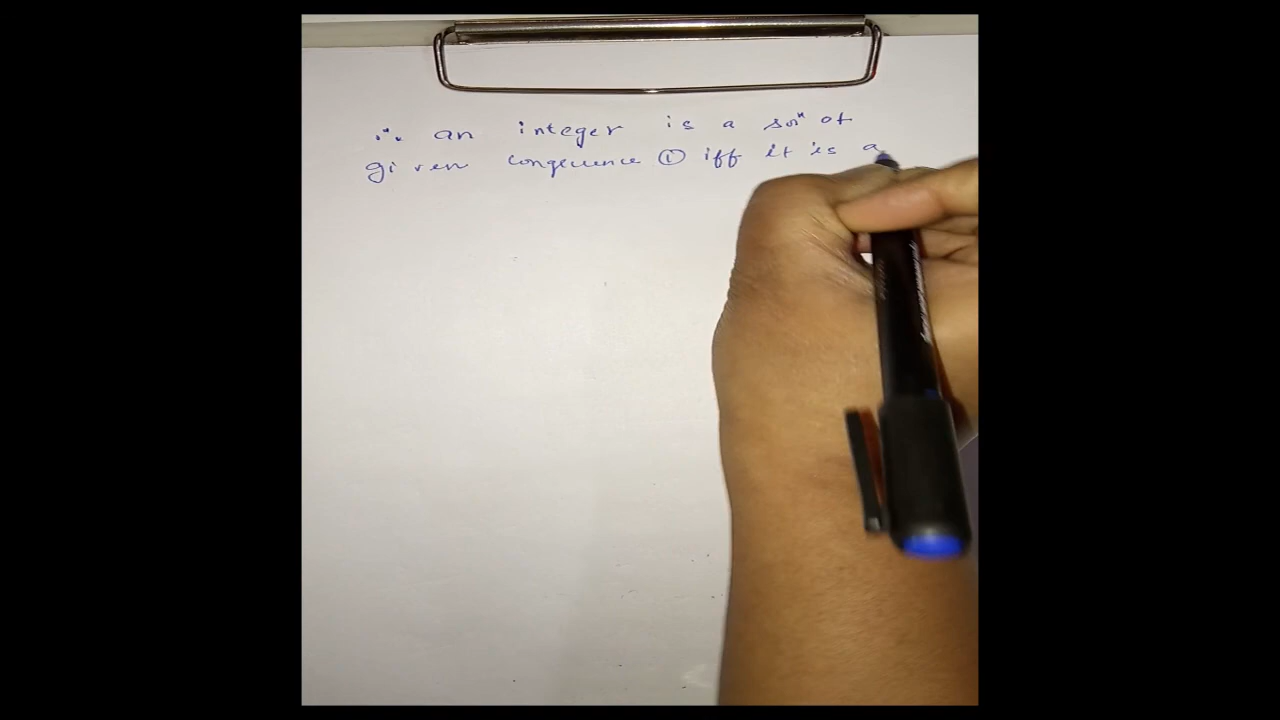 ∴ an integer is a solⁿ of
given congruence ① iff it is a